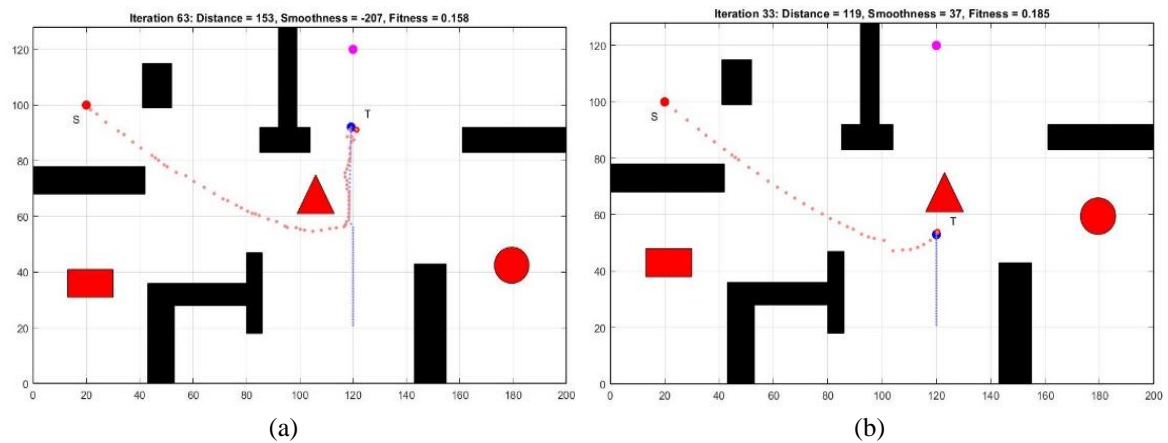 Iteration 63: Distance = 153, Smoothness = -207, Fitness = 0.158
120
100
80
60
40
20
0
0 20 40 60 80 100 120 140 160 180 200
S
T
(a)
Iteration 33: Distance = 119, Smoothness = 37, Fitness = 0.185
120
100
80
60
40
20
0
0 20 40 60 80 100 120 140 160 180 200
S
T
(b)